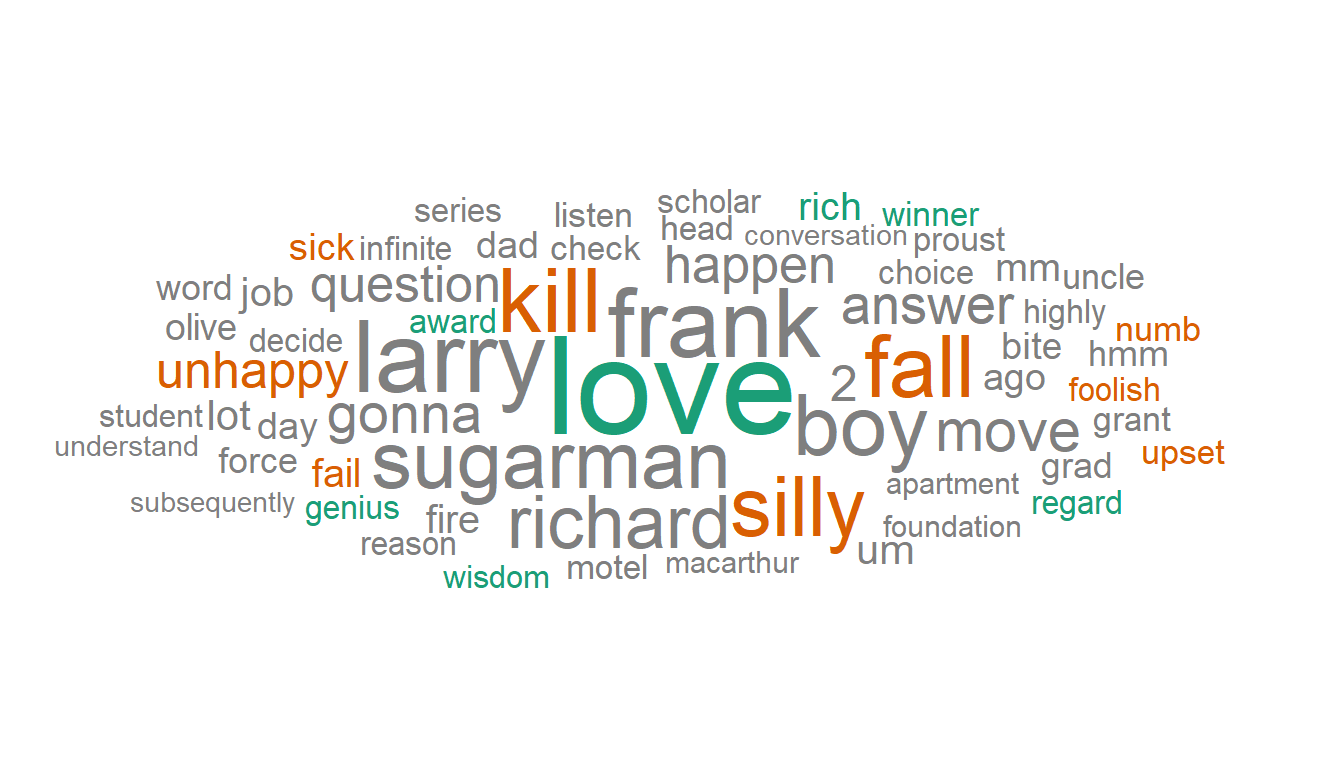 series listen scholar rich winner
sick infinite dad check head conversation proust
word job question kill happen choice mm uncle
olive decide award frank answer highly numb
unhappy larry love 2 fall bite hmm
student lot day gonna boy move ago foolish grant
understand force fail sugarman silly apartment grad upset
subsequently genius fire richard foundation regard
reason wisdom motel macarthur um